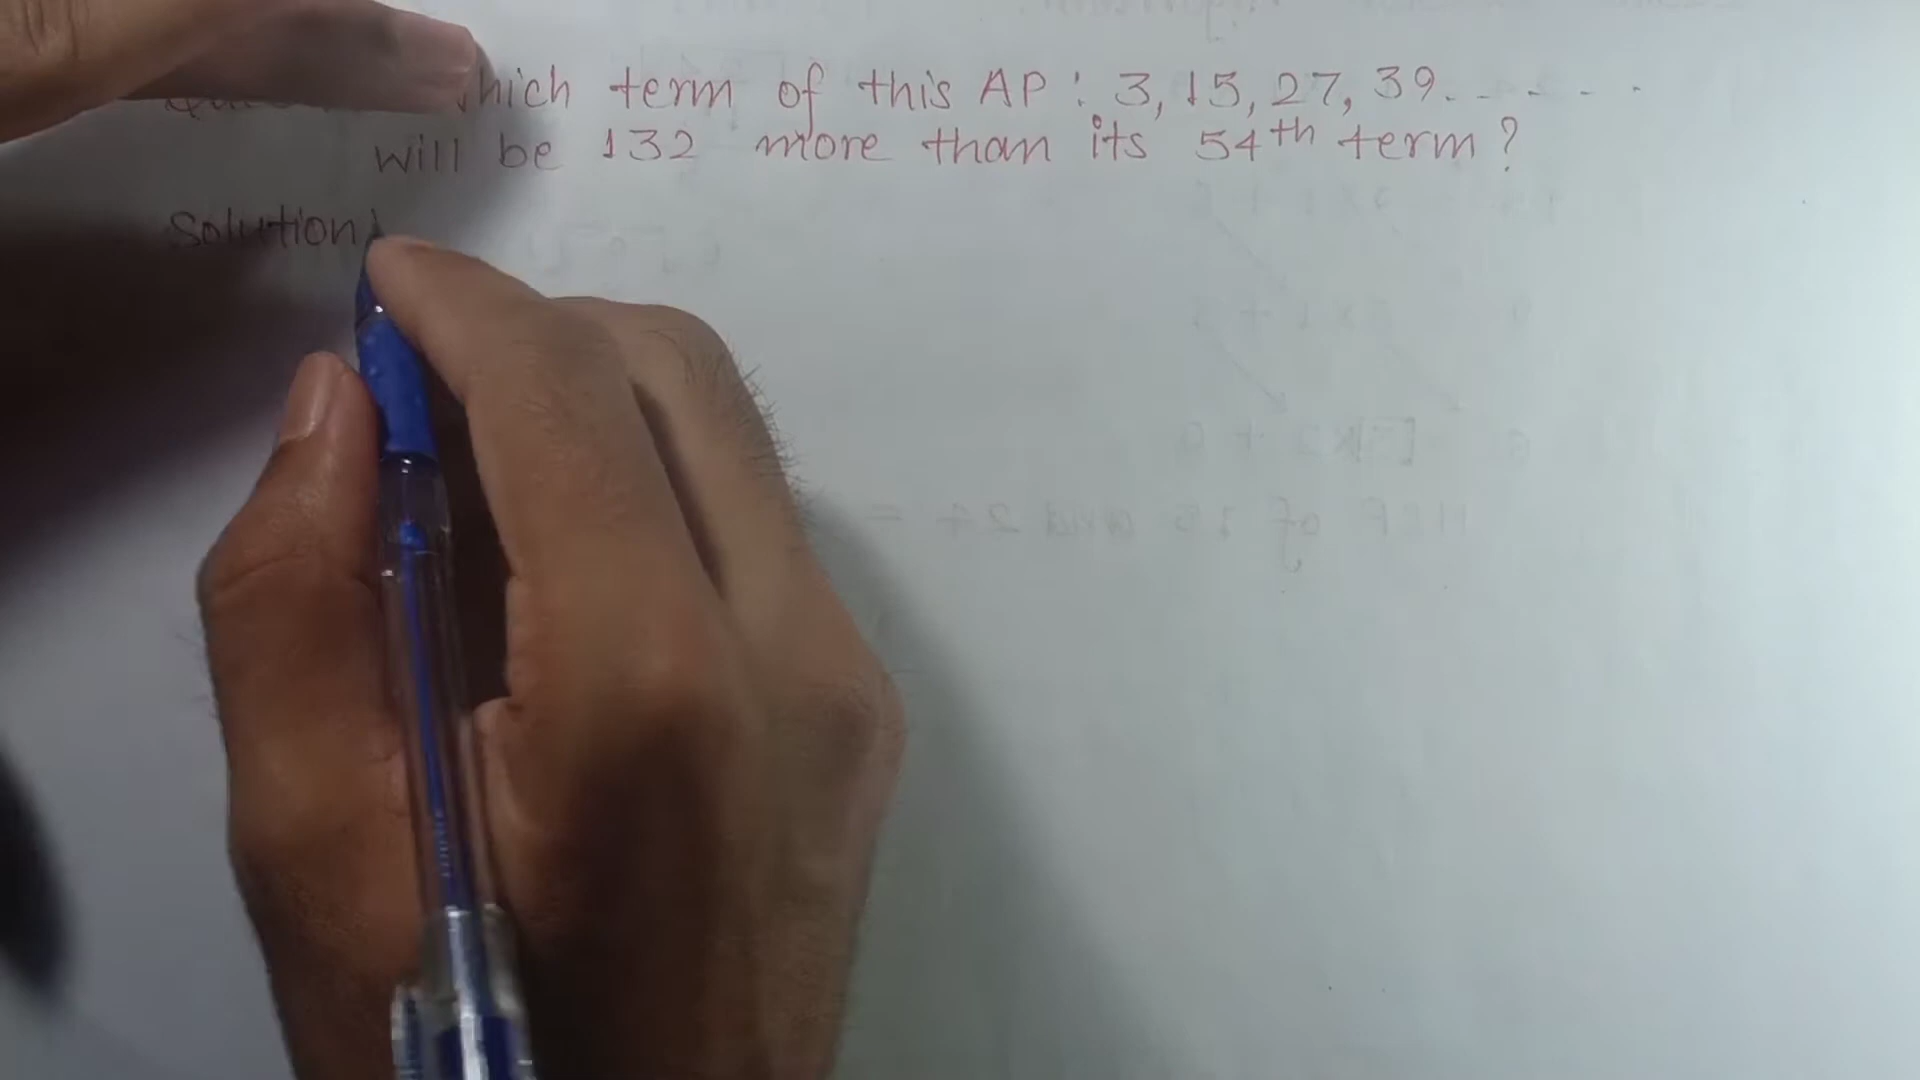 hich term of this AP : 3, 15, 27, 39. - - - - -
will be 132 more than its 54th term ?
Solution